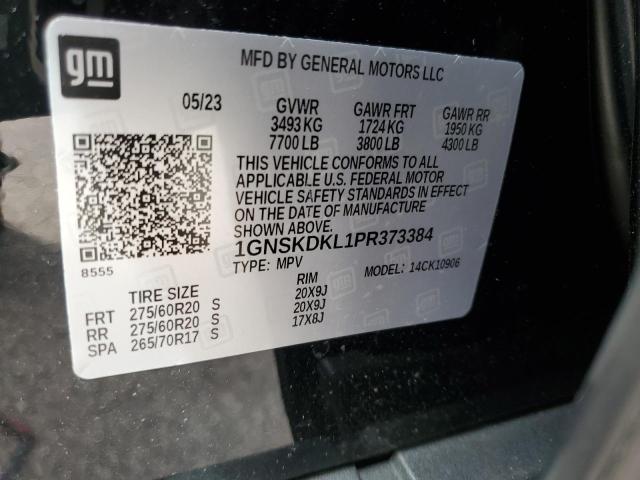 gm
MFD BY GENERAL MOTORS LLC
05/23 GVWR GAWR FRT GAWR RR
3493 KG 1724 KG 1950 KG
7700 LB 3800 LB 4300 LB
THIS VEHICLE CONFORMS TO ALL
APPLICABLE U.S. FEDERAL MOTOR
VEHICLE SAFETY STANDARDS IN EFFECT
ON THE DATE OF MANUFACTURE
SHOWN ABOVE.
1GNSKDKL1PR373384
8555
TYPE: MPV MODEL: 14CK10906
TIRE SIZE RIM
FRT 275/60R20 S 20X9J
RR 275/60R20 S 20X9J
SPA 265/70R17 S 17X8J